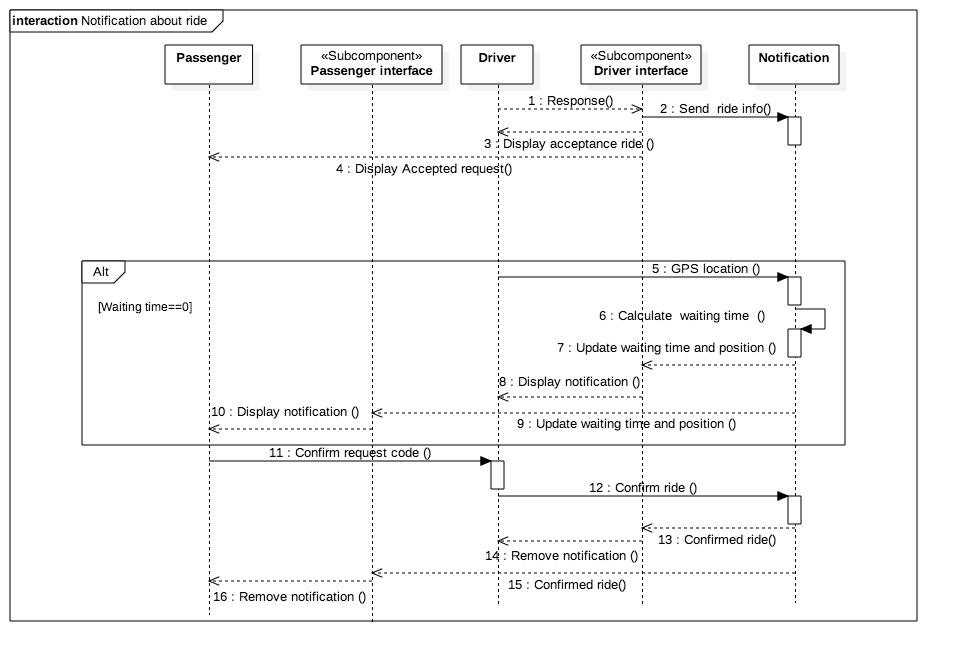 interaction Notification about ride
Passenger
«Subcomponent»
Passenger interface
Driver
«Subcomponent»
Driver interface
Notification
1 : Response()
2 : Send  ride info()
3 : Display acceptance ride ()
4 : Display Accepted request()
Alt
5 : GPS location ()
[Waiting time==0]
6 : Calculate  waiting time  ()
7 : Update waiting time and position ()
8 : Display notification ()
10 : Display notification ()
9 : Update waiting time and position ()
11 : Confirm request code ()
12 : Confirm ride ()
13 : Confirmed ride()
14 : Remove notification ()
15 : Confirmed ride()
16 : Remove notification ()